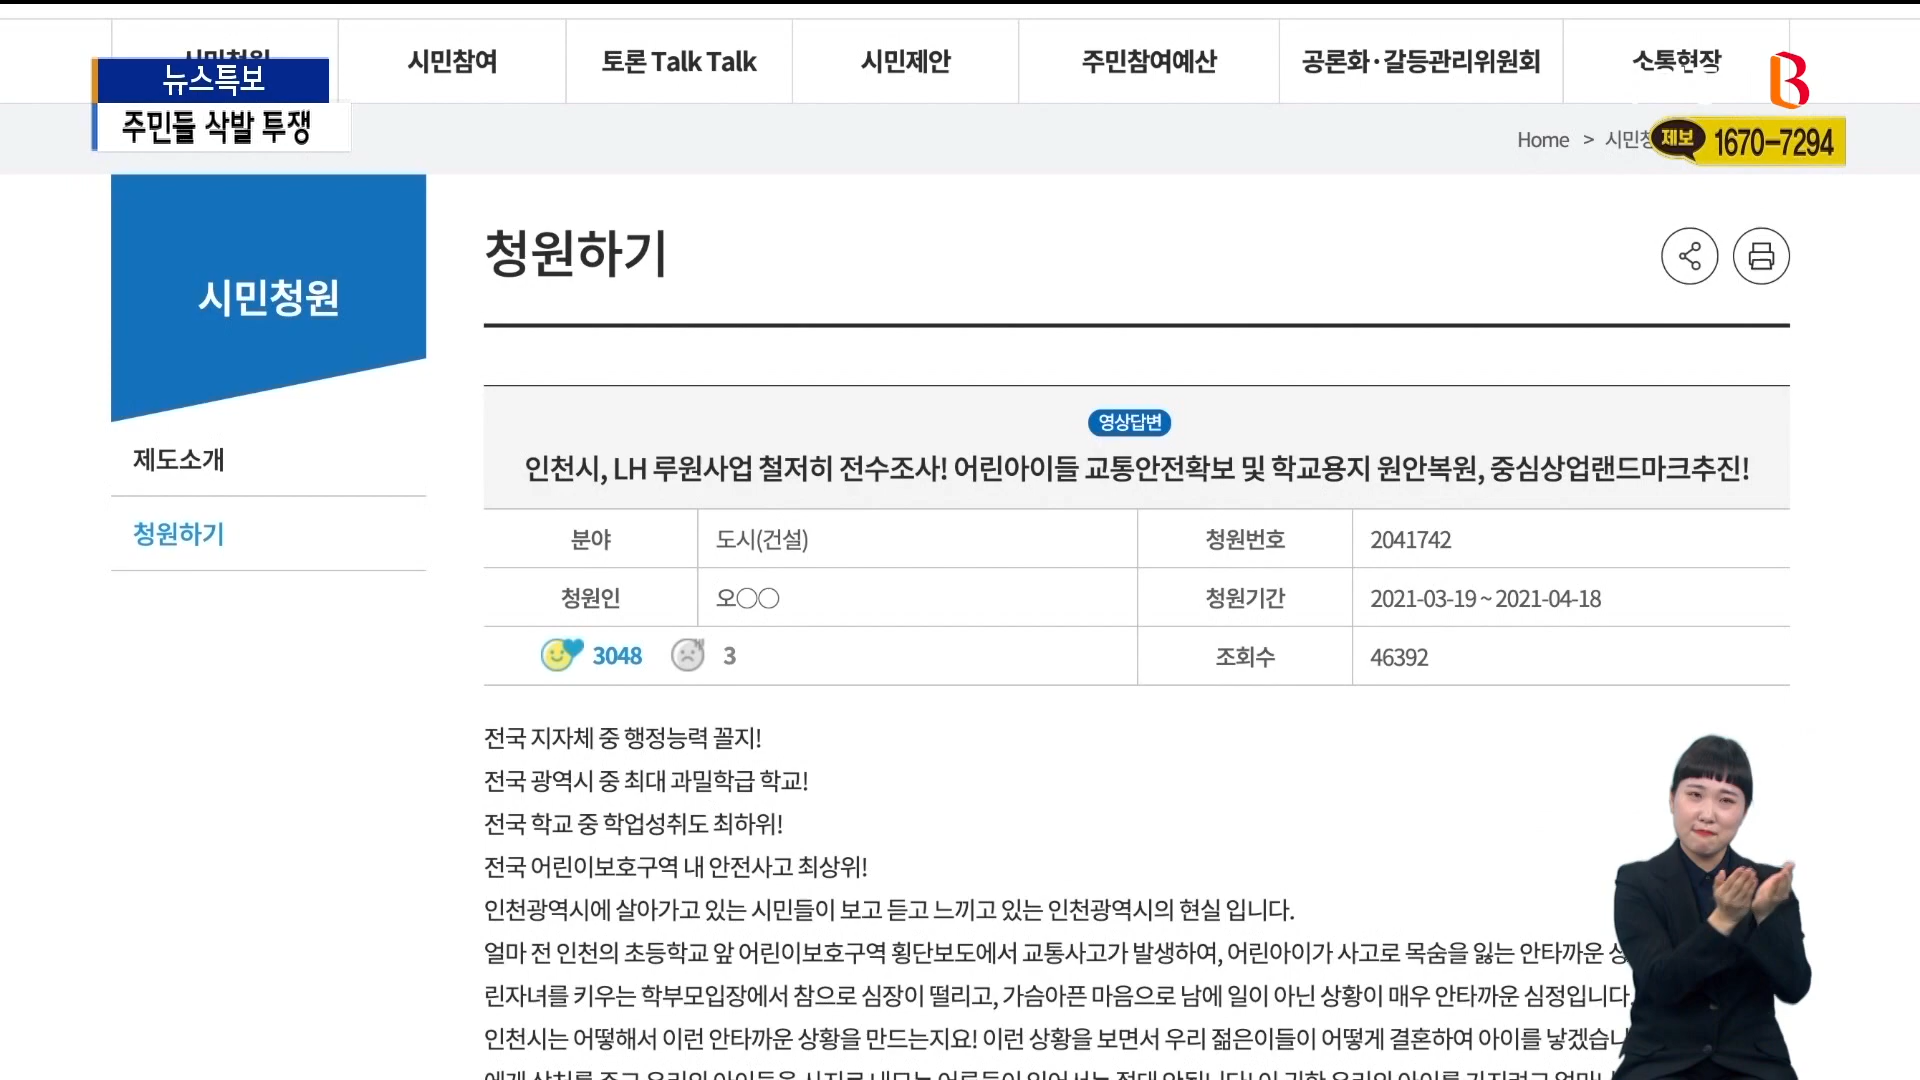 시민청원
시민참여
토론 Talk Talk
시민제안
주민참여예산
공론화·갈등관리위원회
소통현장
뉴스특보
주민들 삭발 투쟁
Home > 시민청
제보 1670-7294
시민청원
제도소개
청원하기
청원하기
영상답변
인천시, LH 루원사업 철저히 전수조사! 어린아이들 교통안전확보 및 학교용지 원안복원, 중심상업랜드마크추진!
분야 도시(건설) 청원번호 2041742
청원인 오○○ 청원기간 2021-03-19 ~ 2021-04-18
3048 3 조회수 46392
전국 지자체 중 행정능력 꼴지!
전국 광역시 중 최대 과밀학급 학교!
전국 학교 중 학업성취도 최하위!
전국 어린이보호구역 내 안전사고 최상위!
인천광역시에 살아가고 있는 시민들이 보고 듣고 느끼고 있는 인천광역시의 현실 입니다.
얼마 전 인천의 초등학교 앞 어린이보호구역 횡단보도에서 교통사고가 발생하여, 어린아이가 사고로 목숨을 잃는 안타까운
린자녀를 키우는 학부모입장에서 참으로 심장이 떨리고, 가슴아픈 마음으로 남에 일이 아닌 상황이 매우 안타까운 심정입니다.
인천시는 어떻해서 이런 안타까운 상황을 만드는지요! 이런 상황을 보면서 우리 젊은이들이 어떻게 결혼하여 아이를 낳겠습니